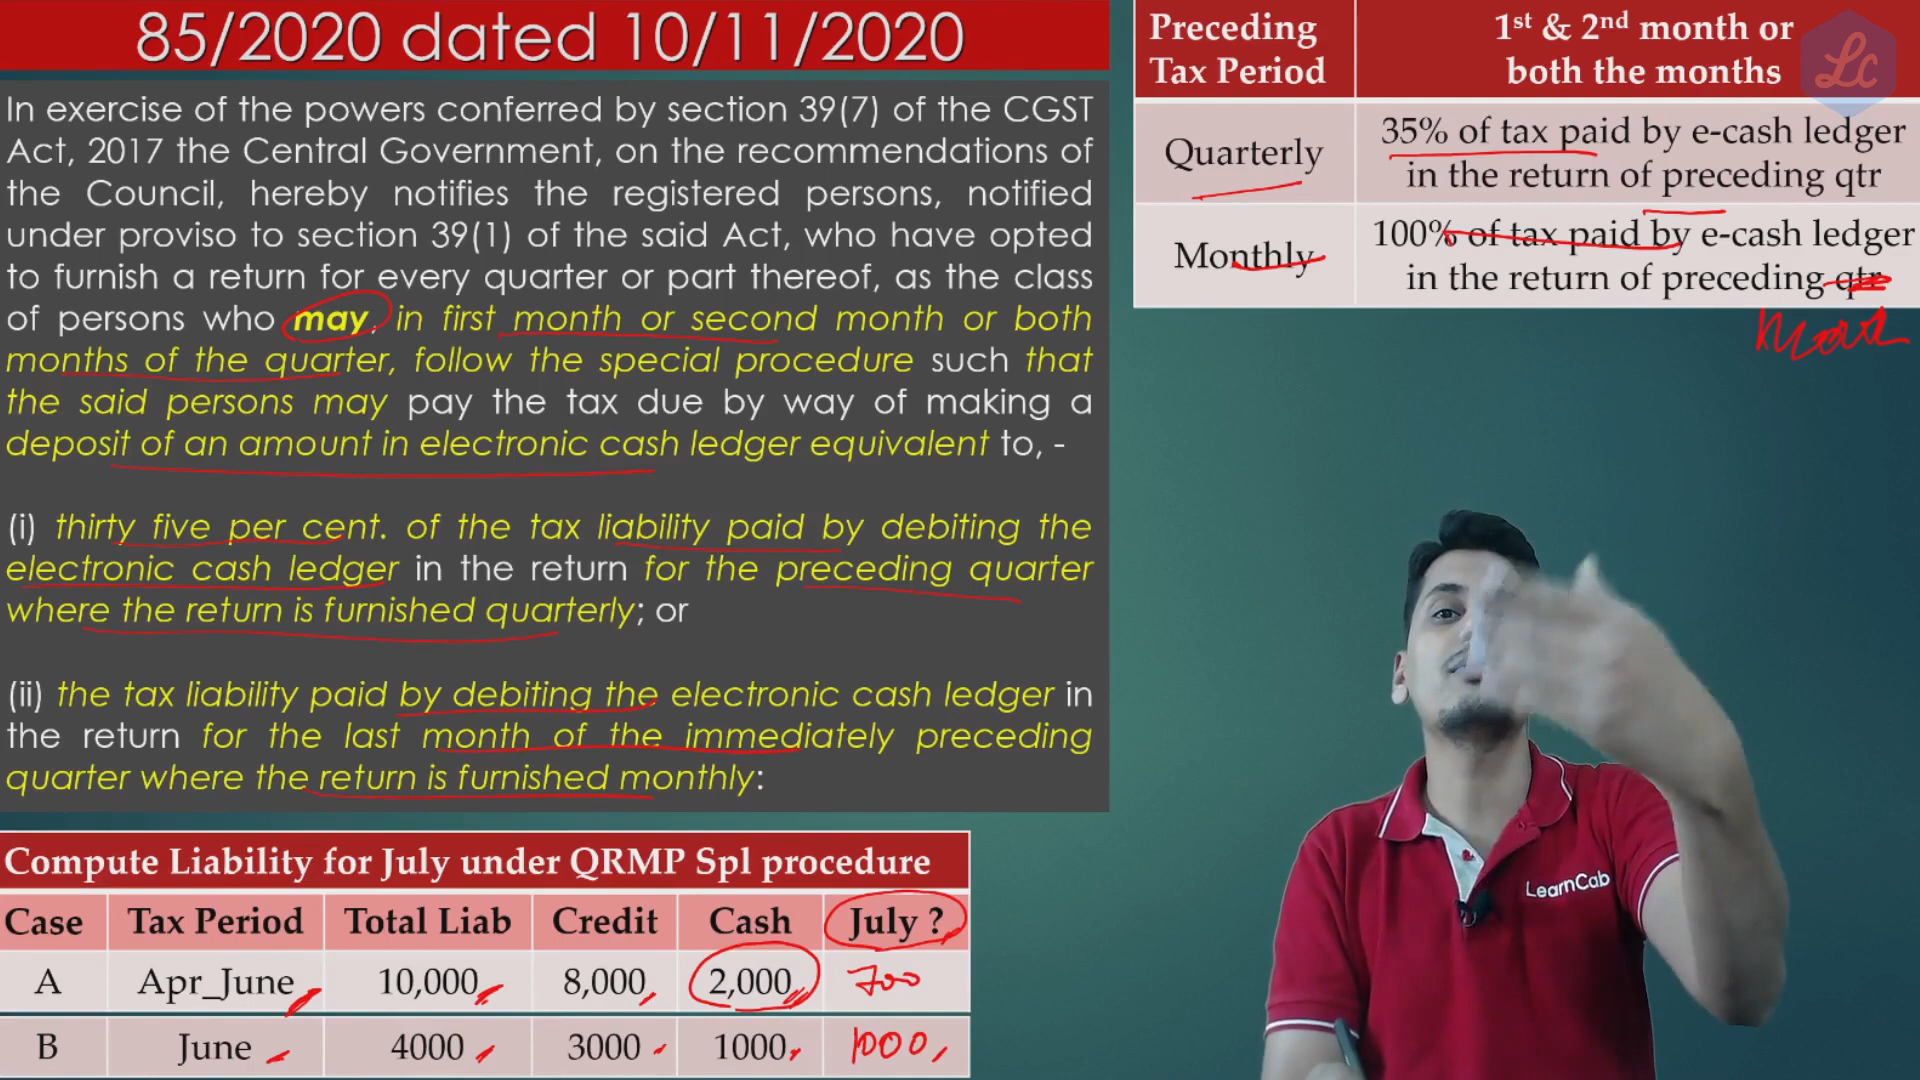 85/2020 dated 10/11/2020
In exercise of the powers conferred by section 39(7) of the CGST
Act, 2017 the Central Government, on the recommendations of
the Council, hereby notifies the registered persons, notified
under proviso to section 39(1) of the said Act, who have opted
to furnish a return for every quarter or part thereof, as the class
of persons who may, in first month or second month or both
months of the quarter, follow the special procedure such that
the said persons may pay the tax due by way of making a
deposit of an amount in electronic cash ledger equivalent to, -
(i) thirty five per cent. of the tax liability paid by debiting the
electronic cash ledger in the return for the preceding quarter
where the return is furnished quarterly; or
(ii) the tax liability paid by debiting the electronic cash ledger in
the return for the last month of the immediately preceding
quarter where the return is furnished monthly:
Preceding Tax Period 1st & 2nd month or both the months
Lc
Quarterly 35% of tax paid by e-cash ledger
in the return of preceding qtr
Monthly 100% of tax paid by e-cash ledger
in the return of preceding qtr
Compute Liability for July under QRMP Spl procedure
Case Tax Period Total Liab Credit Cash July ?
A Apr_June 10,000 8,000 2,000 700
B June 4000 3000 1000 1000
LearnCab